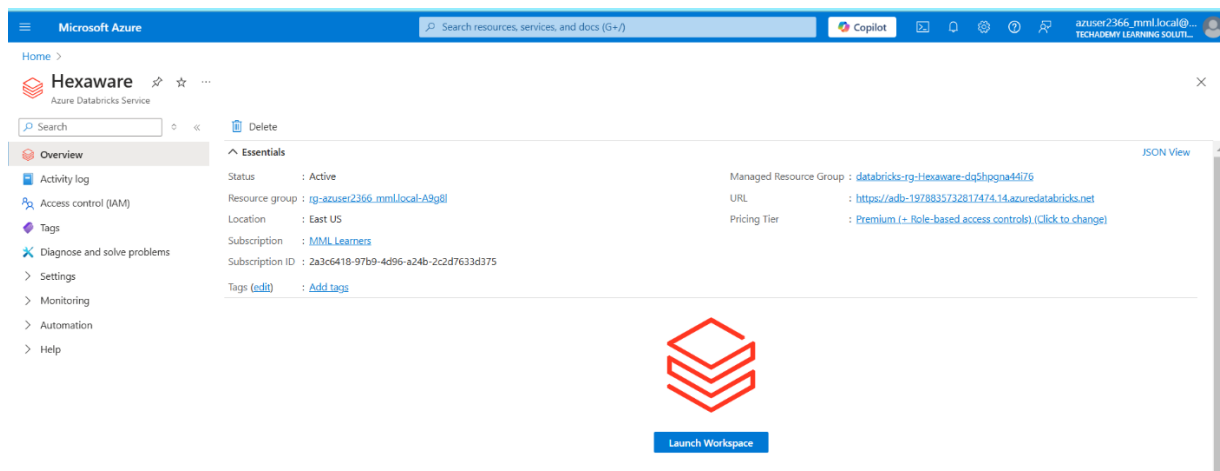 Microsoft Azure
Search resources, services, and docs (G+/)
Copilot
azuser2366_mml.local@...
TECHADEMY LEARNING SOLUTI...
Home >
Hexaware
Azure Databricks Service
Search
Delete
Overview
Activity log
Access control (IAM)
Tags
Diagnose and solve problems
Settings
Monitoring
Automation
Help
Essentials
JSON View
Status : Active
Resource group : rg-azuser2366_mml.local-A9g8l
Location : East US
Subscription : MML Learners
Subscription ID : 2a3c6418-97b9-4d96-a24b-2c2d7633d375
Tags (edit) : Add tags
Managed Resource Group : databricks-rg-Hexaware-dq5hpgna44i76
URL : https://adb-1978835732817474.14.azuredatabricks.net
Pricing Tier : Premium (+ Role-based access controls) (Click to change)
Launch Workspace